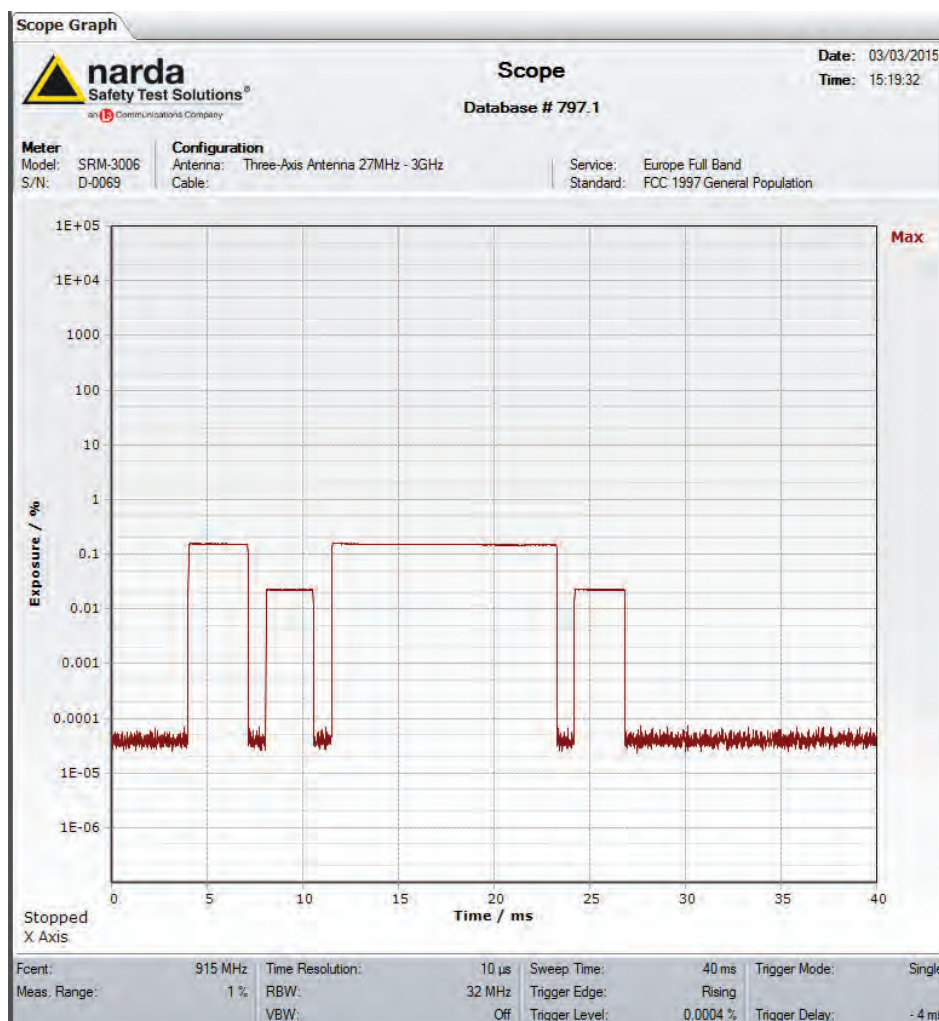 Scope Graph
narda
Safety Test Solutions®
an L3 Communications Company
Scope
Database # 797.1
Date: 03/03/2015
Time: 15:19:32
Meter
Model: SRM-3006
S/N: D-0069
Configuration
Antenna: Three-Axis Antenna 27MHz - 3GHz
Cable:
Service: Europe Full Band
Standard: FCC 1997 General Population
Max
1E+05
1E+04
1000
100
10
1
0.1
0.01
0.001
0.0001
1E-05
1E-06
Exposure / %
0 5 10 15 20 25 30 35 40
Time / ms
Stopped
X Axis
Fcent: 915 MHz Time Resolution: 10 µs Sweep Time: 40 ms Trigger Mode: Single
Meas. Range: 1 % RBW: 32 MHz Trigger Edge: Rising
VBW: Off Trigger Level: 0.0004 % Trigger Delay: - 4 ms